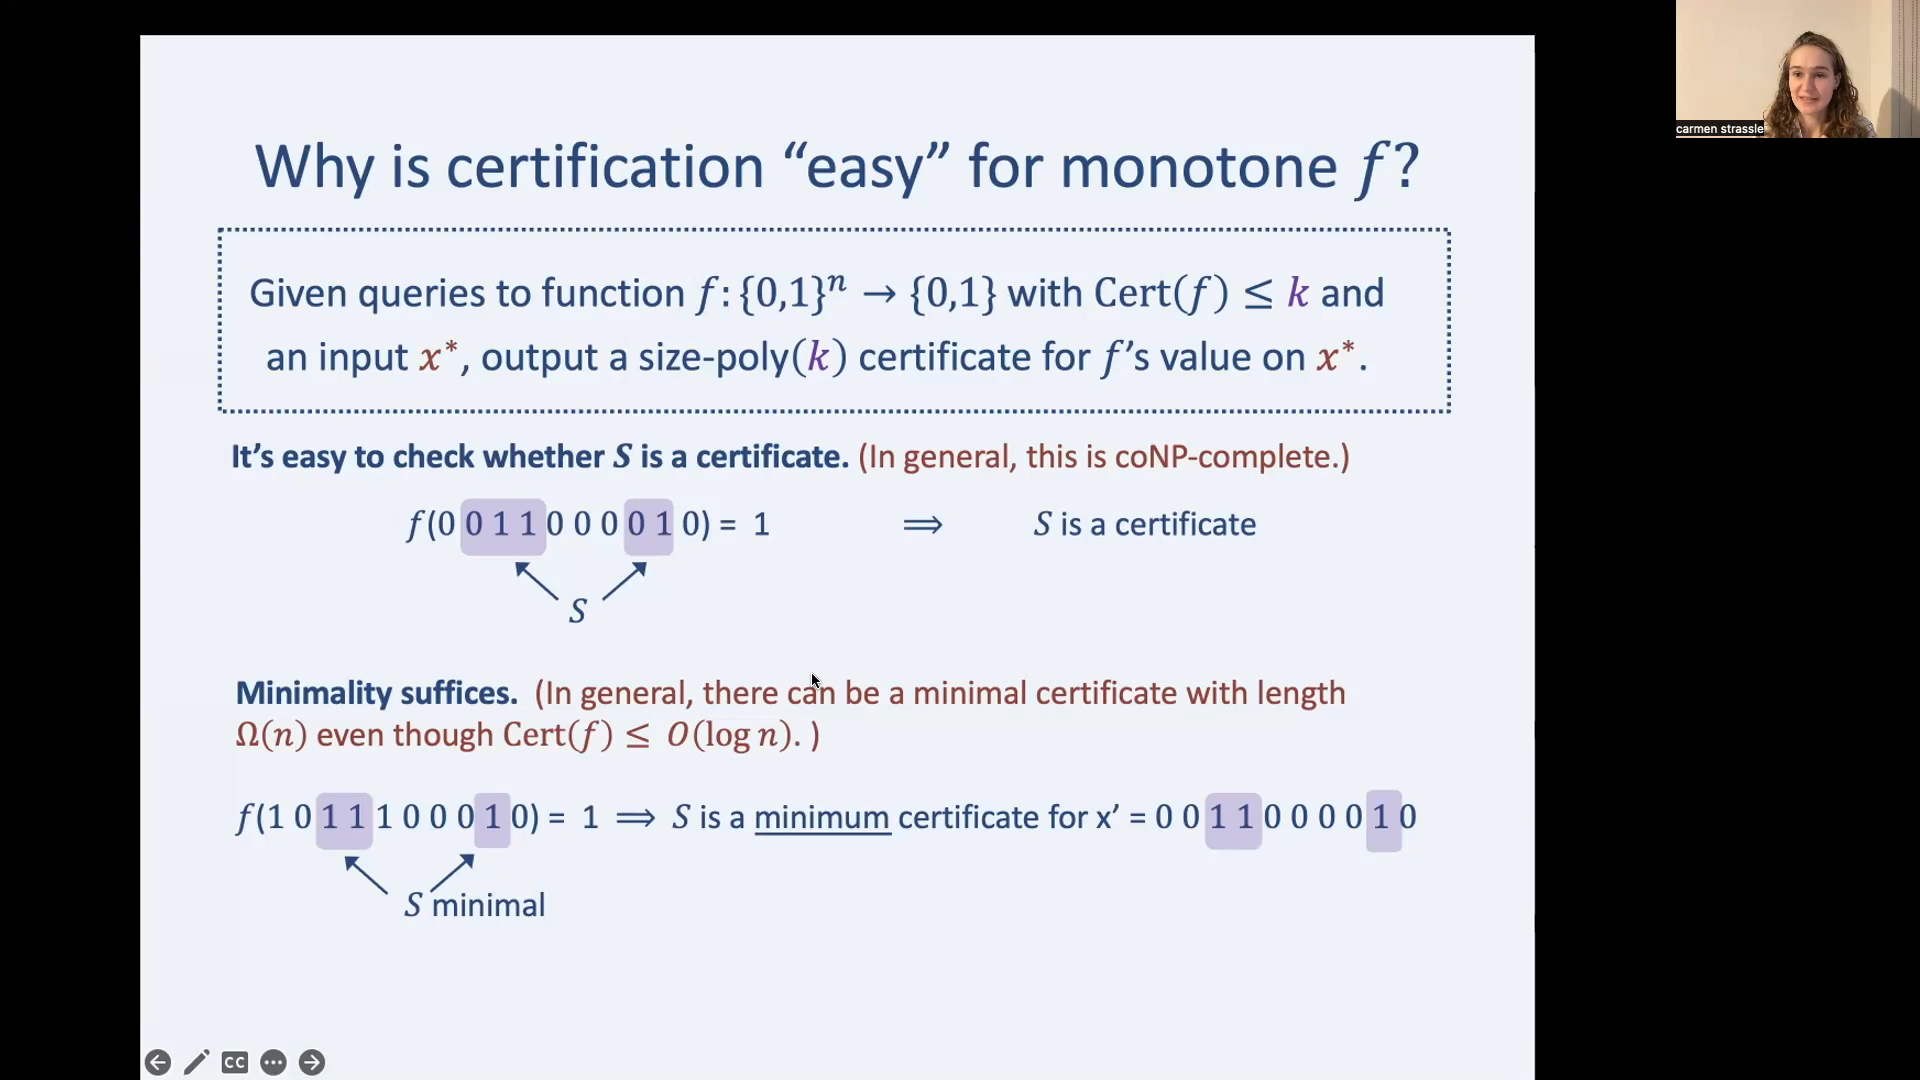 carmen strassle
Why is certification “easy” for monotone f?
Given queries to function f: {0,1}ⁿ → {0,1} with Cert(f) ≤ k and
an input x*, output a size-poly(k) certificate for f’s value on x*.
It’s easy to check whether S is a certificate. (In general, this is coNP-complete.)
f(0 0 1 1 0 0 0 0 1 0) = 1 ⟹ S is a certificate
S
Minimality suffices. (In general, there can be a minimal certificate with length
Ω(n) even though Cert(f) ≤ O(log n). )
f(1 0 1 1 1 0 0 0 1 0) = 1 ⟹ S is a minimum certificate for x’ = 0 0 1 1 0 0 0 0 1 0
S minimal
CC